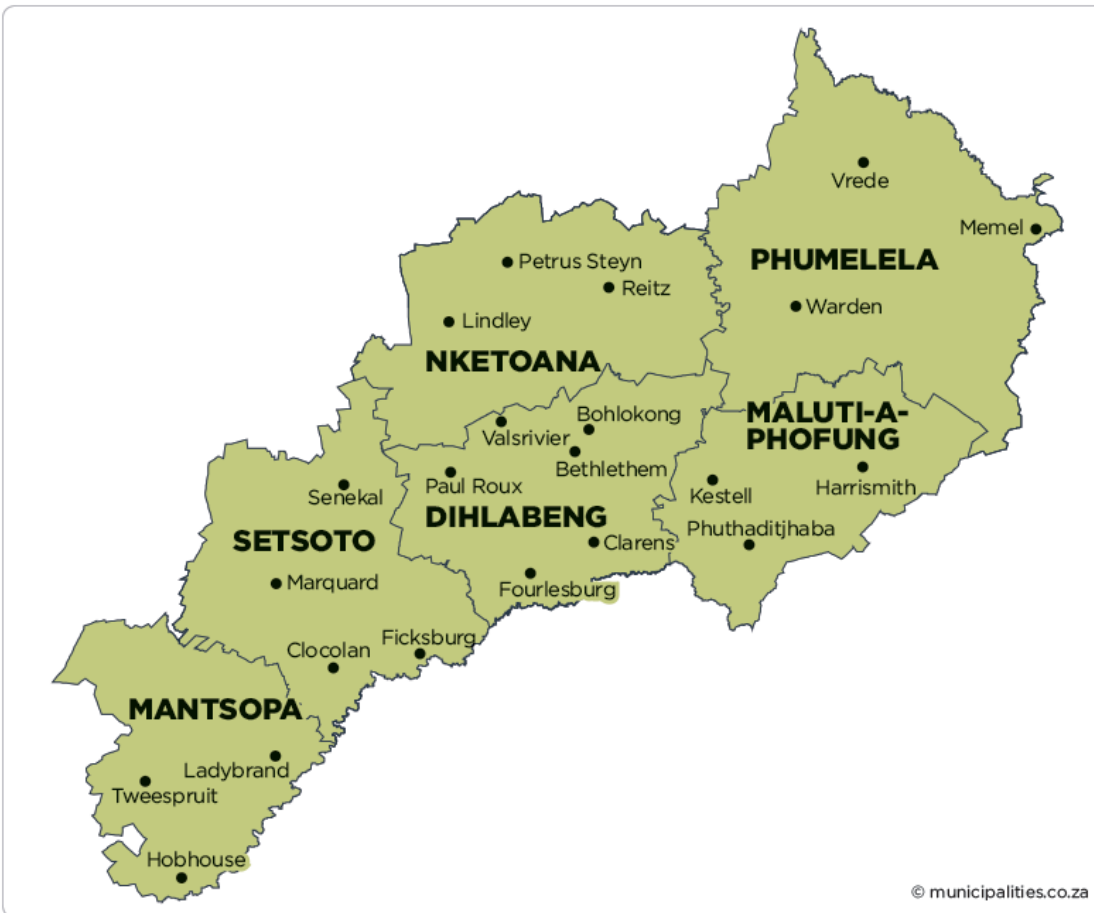 Vrede
Memel
PHUMELELA
Petrus Steyn
Reitz
Warden
Lindley
NKETOANA
MALUTI-A-
PHOFUNG
Bohlokong
Valsrivier
Bethlethem
Paul Roux
Senekal
Kestell
Harrismith
DIHLABENG
Phuthaditjhaba
SETSOTO
Clarens
Marquard
Fourlesburg
Ficksburg
Clocolan
MANTSOPA
Ladybrand
Tweespruit
Hobhouse
© municipalities.co.za